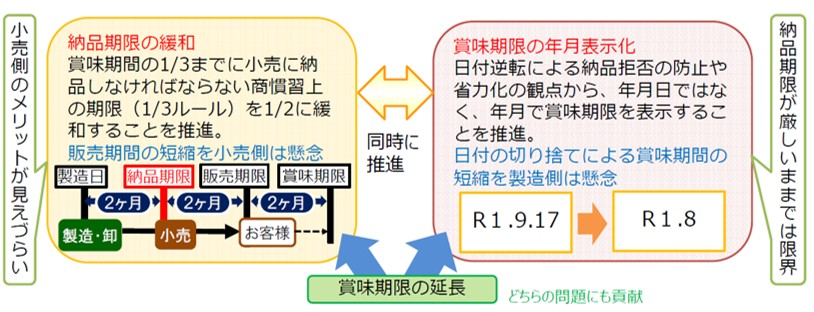 小売側のメリットが見えづらい
納品期限の緩和
賞味期間の1/3までに小売に納
品しなければならない商慣習上
の期限（1/3ルール）を1/2に緩
和することを推進。
販売期間の短縮を小売側は懸念
製造日 納品期限 販売期限 賞味期限
2ヶ月 2ヶ月 2ヶ月
製造・卸 小売 お客様
同時に
推進
賞味期限の年月表示化
日付逆転による納品拒否の防止や
省力化の観点から、年月日ではな
く、年月で賞味期限を表示するこ
とを推進。
日付の切り捨てによる賞味期間の
短縮を製造側は懸念
R1.9.17 R1.8
納品期限が厳しいままでは限界
賞味期限の延長
どちらの問題にも貢献